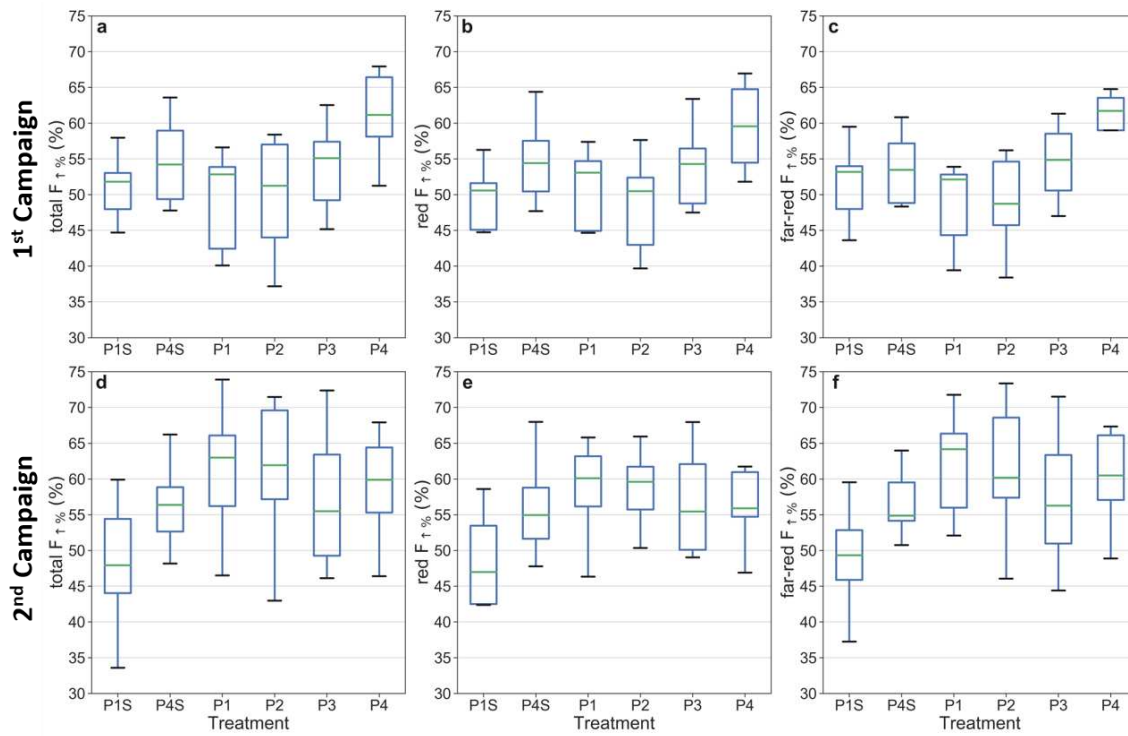 1st Campaign
a
total F ↑ % (%)
75
70
65
60
55
50
45
40
35
30
P1S P4S P1 P2 P3 P4
b
red F ↑ % (%)
75
70
65
60
55
50
45
40
35
30
P1S P4S P1 P2 P3 P4
c
far-red F ↑ % (%)
75
70
65
60
55
50
45
40
35
30
P1S P4S P1 P2 P3 P4
2nd Campaign
d
total F ↑ % (%)
75
70
65
60
55
50
45
40
35
30
P1S P4S P1 P2 P3 P4
Treatment
e
red F ↑ % (%)
75
70
65
60
55
50
45
40
35
30
P1S P4S P1 P2 P3 P4
Treatment
f
far-red F ↑ % (%)
75
70
65
60
55
50
45
40
35
30
P1S P4S P1 P2 P3 P4
Treatment